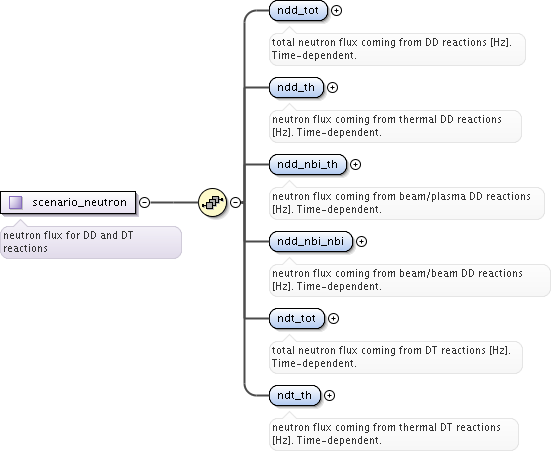 ndd_tot
total neutron flux coming from DD reactions [Hz].
Time-dependent.
ndd_th
neutron flux coming from thermal DD reactions
[Hz]. Time-dependent.
ndd_nbi_th
neutron flux coming from beam/plasma DD reactions
[Hz]. Time-dependent.
scenario_neutron
neutron flux for DD and DT
reactions
ndd_nbi_nbi
neutron flux coming from beam/beam DD reactions
[Hz]. Time-dependent.
ndt_tot
total neutron flux coming from DT reactions [Hz].
Time-dependent.
ndt_th
neutron flux coming from thermal DT reactions
[Hz]. Time-dependent.